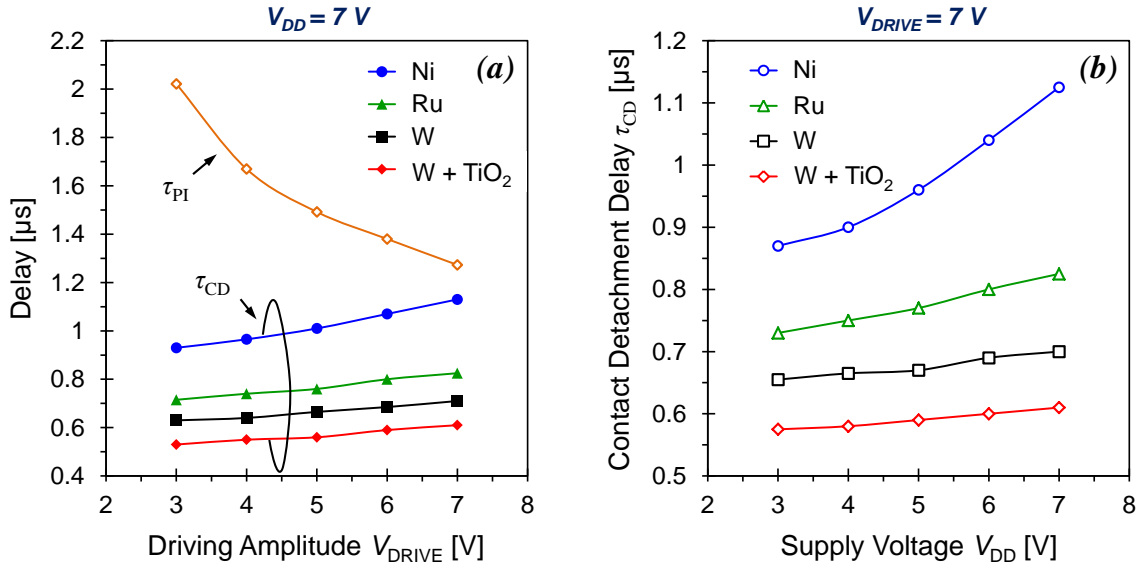 V_DD = 7 V
(a)
Delay [µs]
2.2
2
1.8
1.6
1.4
1.2
1
0.8
0.6
0.4
Ni
Ru
W
W + TiO₂
τ_PI
τ_CD
2 3 4 5 6 7 8
Driving Amplitude V_DRIVE [V]
V_DRIVE = 7 V
(b)
Contact Detachment Delay τ_CD [µs]
1.2
1.1
1
0.9
0.8
0.7
0.6
0.5
Ni
Ru
W
W + TiO₂
2 3 4 5 6 7 8
Supply Voltage V_DD [V]